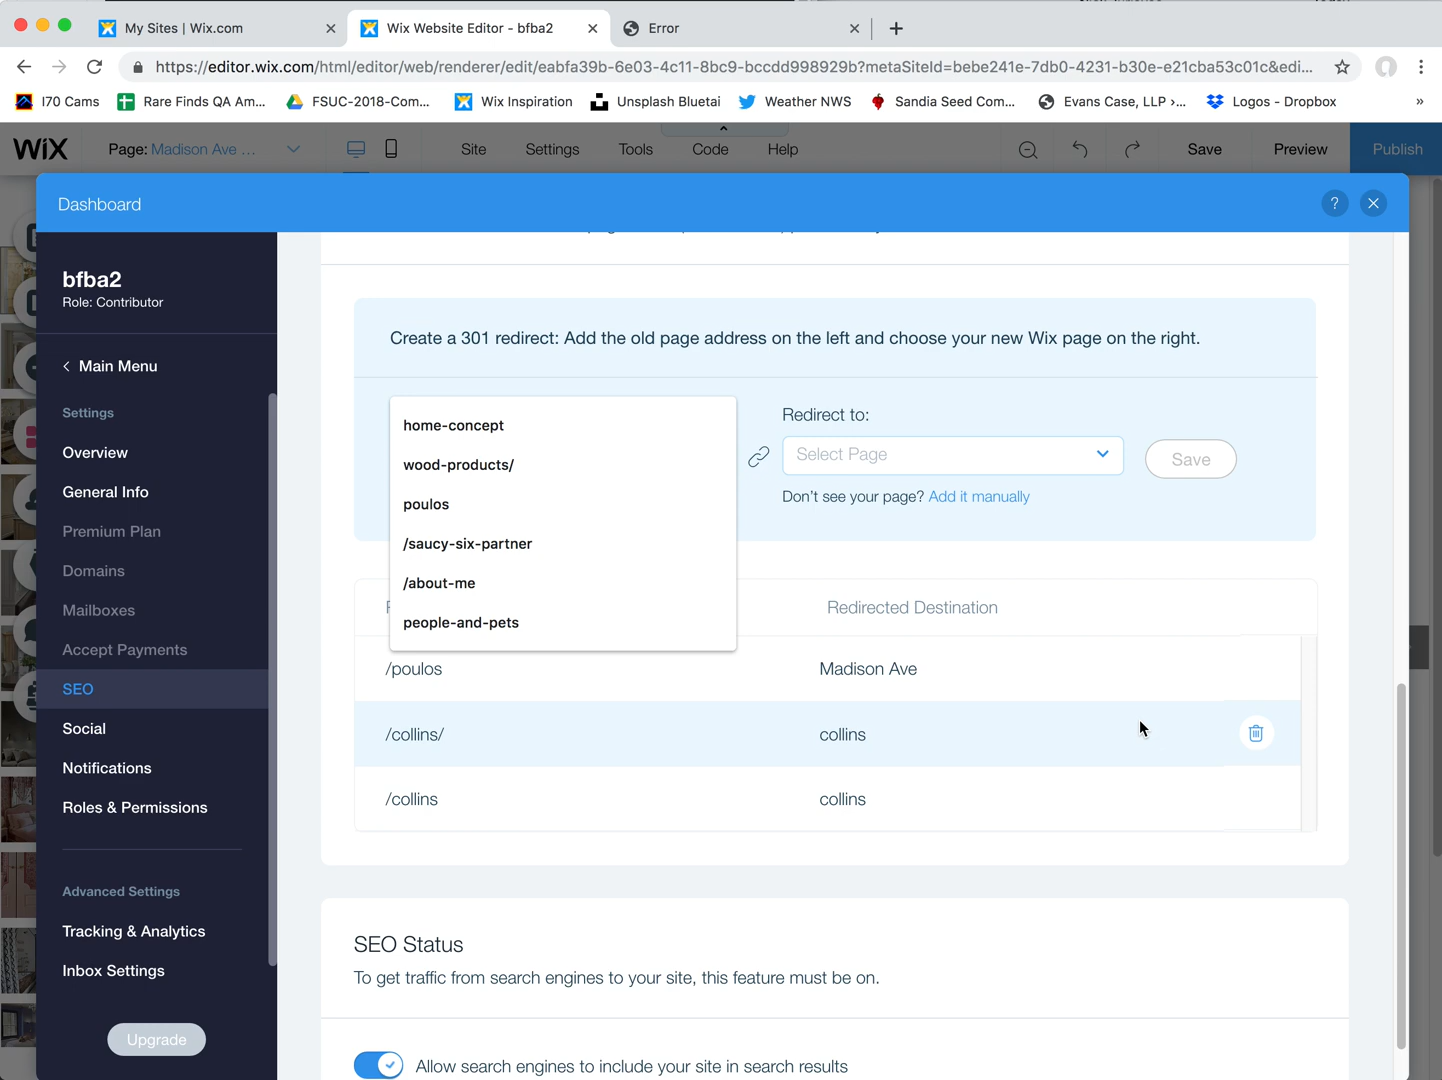 My Sites | Wix.com
Wix Website Editor - bfba2
Error
https://editor.wix.com/html/editor/web/renderer/edit/eabfa39b-6e03-4c11-8bc9-bccdd998929b?metaSiteId=bebe241e-7db0-4231-b30e-e21cba53c01c&edi...
I70 Cams
Rare Finds QA Am...
FSUC-2018-Com...
Wix Inspiration
Unsplash Bluetai
Weather NWS
Sandia Seed Com...
Evans Case, LLP ›...
Logos - Dropbox
»
WiX
Page: Madison Ave ...
Site
Settings
Tools
Code
Help
Save
Preview
Publish
Dashboard
?
bfba2
Role: Contributor
Main Menu
Settings
Overview
General Info
Premium Plan
Domains
Mailboxes
Accept Payments
SEO
Social
Notifications
Roles & Permissions
Advanced Settings
Tracking & Analytics
Inbox Settings
Upgrade
Create a 301 redirect: Add the old page address on the left and choose your new Wix page on the right.
home-concept
wood-products/
poulos
/saucy-six-partner
/about-me
people-and-pets
Redirect to:
Select Page
Save
Don't see your page? Add it manually
Redirected Destination
/poulos
Madison Ave
/collins/
collins
/collins
collins
SEO Status
To get traffic from search engines to your site, this feature must be on.
Allow search engines to include your site in search results